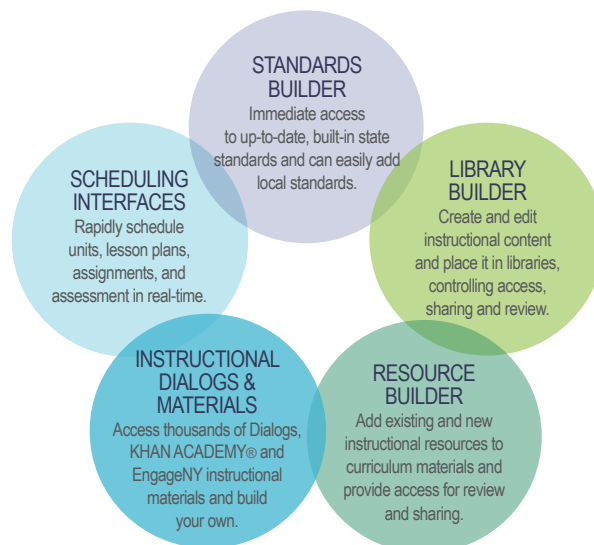 STANDARDS
BUILDER
Immediate access
to up-to-date, built-in state
standards and can easily add
local standards.
SCHEDULING
INTERFACES
Rapidly schedule
units, lesson plans,
assignments, and
assessment in real-time.
LIBRARY
BUILDER
Create and edit
instructional content
and place it in libraries,
controlling access,
sharing and review.
INSTRUCTIONAL
DIALOGS &
MATERIALS
Access thousands of Dialogs,
KHAN ACADEMY® and
EngageNY instructional
materials and build
your own.
RESOURCE
BUILDER
Add existing and new
instructional resources to
curriculum materials and
provide access for review
and sharing.